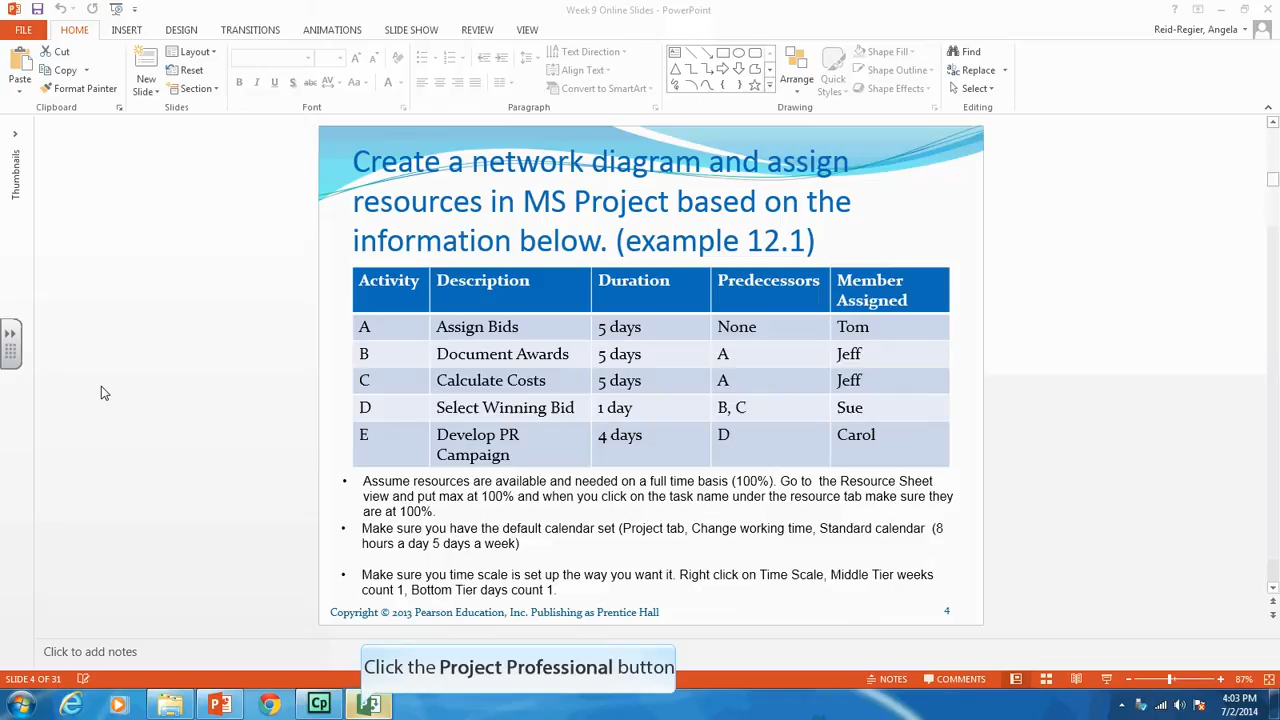 Week 9 Online Slides - PowerPoint
FILE HOME INSERT DESIGN TRANSITIONS ANIMATIONS SLIDE SHOW REVIEW VIEW Reid-Regier, Angela
Paste
Cut
Copy
Format Painter
Clipboard
New
Slide
Layout
Reset
Section
Slides
B I U S abc AV Aa A
Font
Text Direction
Align Text
Convert to SmartArt
Paragraph
Arrange
Quick
Styles
Shape Fill
Shape Outline
Shape Effects
Drawing
Find
Replace
Select
Editing
Thumbnails
Create a network diagram and assign
resources in MS Project based on the
information below. (example 12.1)
Activity Description Duration Predecessors Member
Assigned
A Assign Bids 5 days None Tom
B Document Awards 5 days A Jeff
C Calculate Costs 5 days A Jeff
D Select Winning Bid 1 day B, C Sue
E Develop PR 4 days D Carol
Campaign
• Assume resources are available and needed on a full time basis (100%). Go to the Resource Sheet
view and put max at 100% and when you click on the task name under the resource tab make sure they
are at 100%.
• Make sure you have the default calendar set (Project tab, Change working time, Standard calendar (8
hours a day 5 days a week)
• Make sure you time scale is set up the way you want it. Right click on Time Scale, Middle Tier weeks
count 1, Bottom Tier days count 1.
Copyright © 2013 Pearson Education, Inc. Publishing as Prentice Hall 4
Click to add notes
Click the Project Professional button
SLIDE 4 OF 31 NOTES COMMENTS 87%
Cp
4:03 PM
7/2/2014